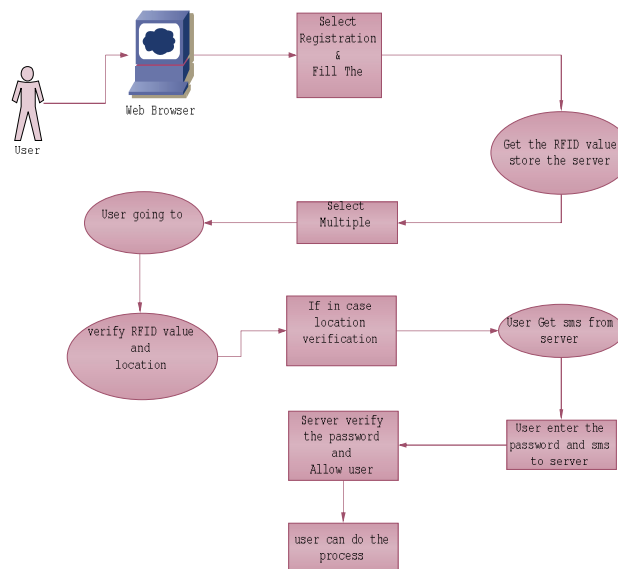 Select
Registration
&
Fill The
Web Browser
User
Get the RFID value
store the server
Select
Multiple
User going to
verify RFID value
and
location
If in case
location
verification
User Get sms from
server
User enter the
password and sms
to server
Server verify
the password
and
Allow user
user can do the
process